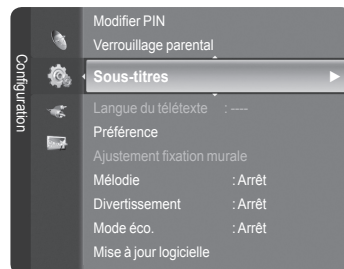 Configuration
Modifier PIN
Verrouillage parental
Sous-titres
Langue du télétexte : ----
Préférence
Ajustement fixation murale
Mélodie : Arrêt
Divertissement : Arrêt
Mode éco. : Arrêt
Mise à jour logicielle